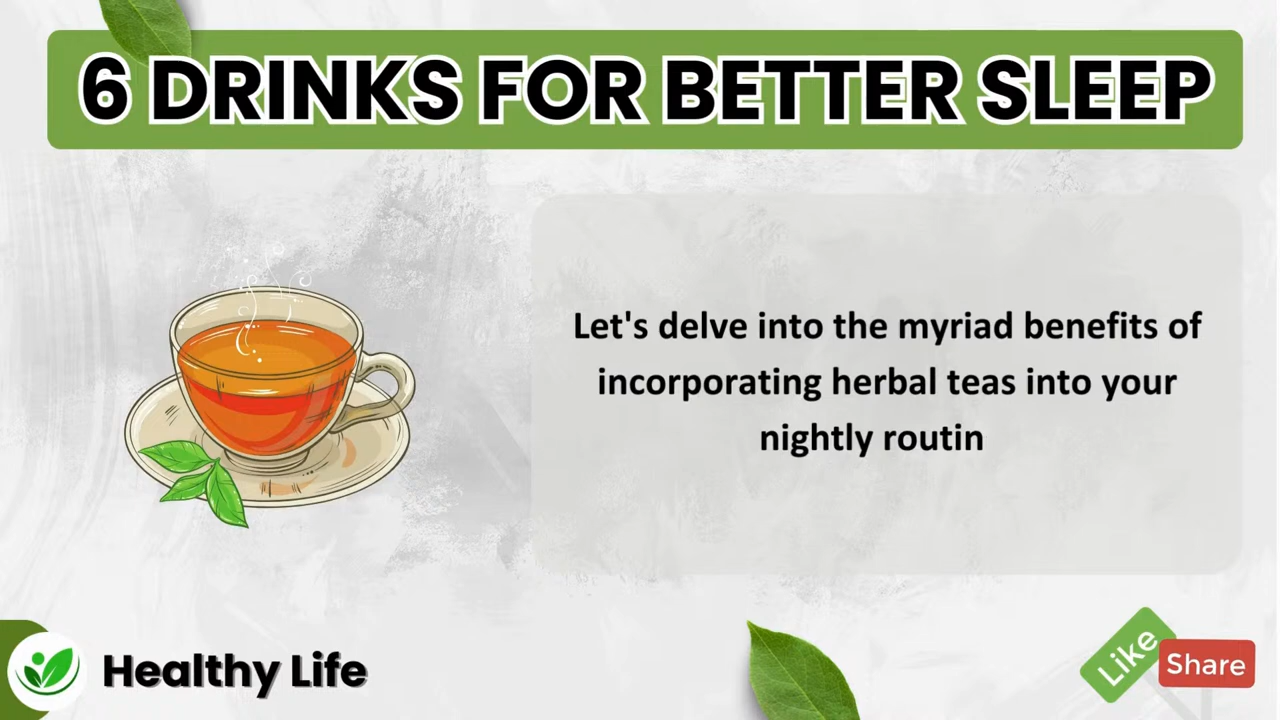 6 DRINKS FOR BETTER SLEEP
Let's delve into the myriad benefits of
incorporating herbal teas into your
nightly routin
Healthy Life
Like
Share